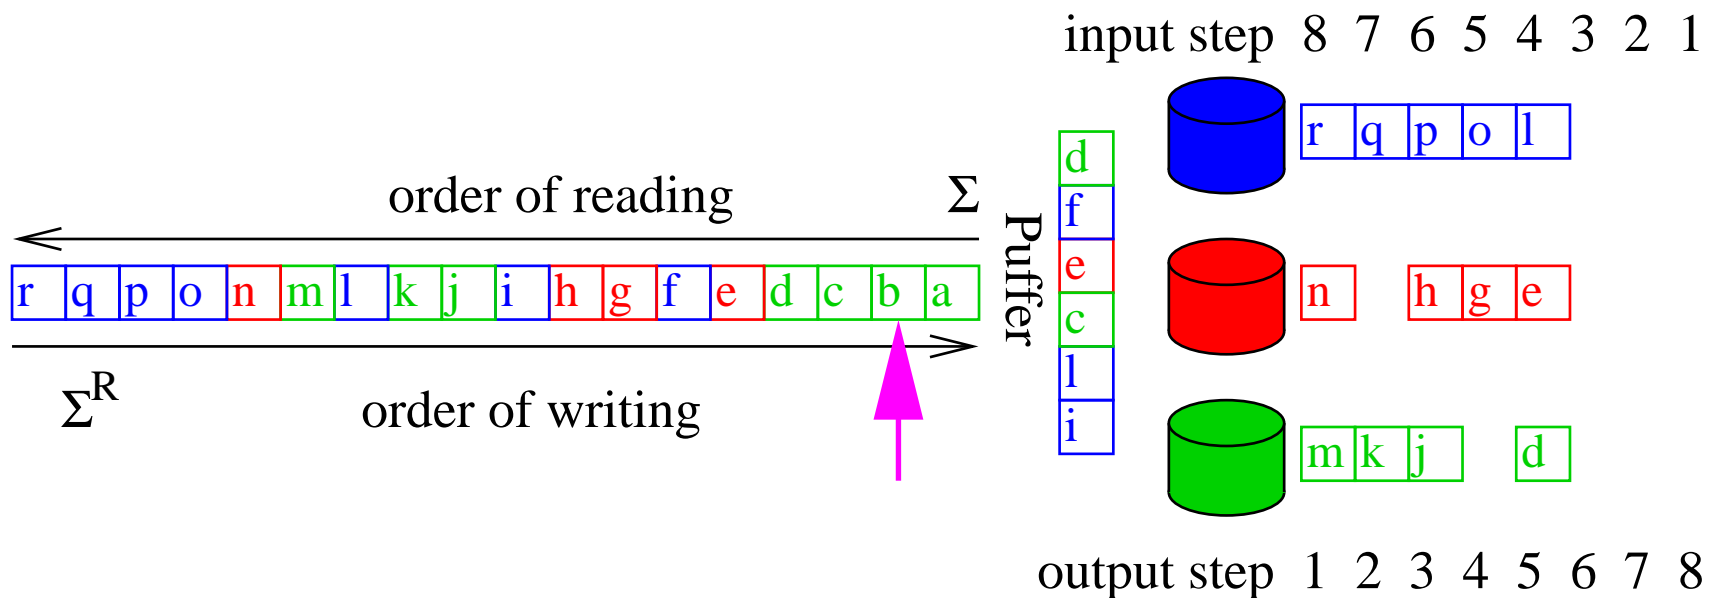 input step 8 7 6 5 4 3 2 1
r q p o l
order of reading Σ
r q p o n m l k j i h g f e d c b a
Σ^R order of writing
Puffer
d
f
e
c
l
i
n h g e
m k j d
output step 1 2 3 4 5 6 7 8